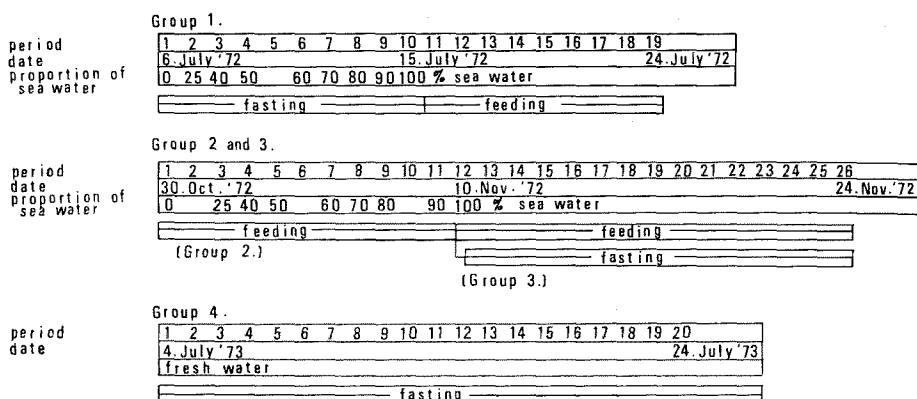 Group 1.
period 1 2 3 4 5 6 7 8 9 10 11 12 13 14 15 16 17 18 19
date 6.July '72 15.July '72 24.July '72
proportion of sea water 0 25 40 50 60 70 80 90 100 % sea water
fasting feeding
Group 2 and 3.
period 1 2 3 4 5 6 7 8 9 10 11 12 13 14 15 16 17 18 19 20 21 22 23 24 25 26
date 30.Oct.'72 10.Nov.'72 24.Nov.'72
proportion of sea water 0 25 40 50 60 70 80 90 100 % sea water
feeding feeding
(Group 2.) fasting
(Group 3.)
Group 4.
period 1 2 3 4 5 6 7 8 9 10 11 12 13 14 15 16 17 18 19 20
date 4.July '73 24.July '73
fresh water
fasting